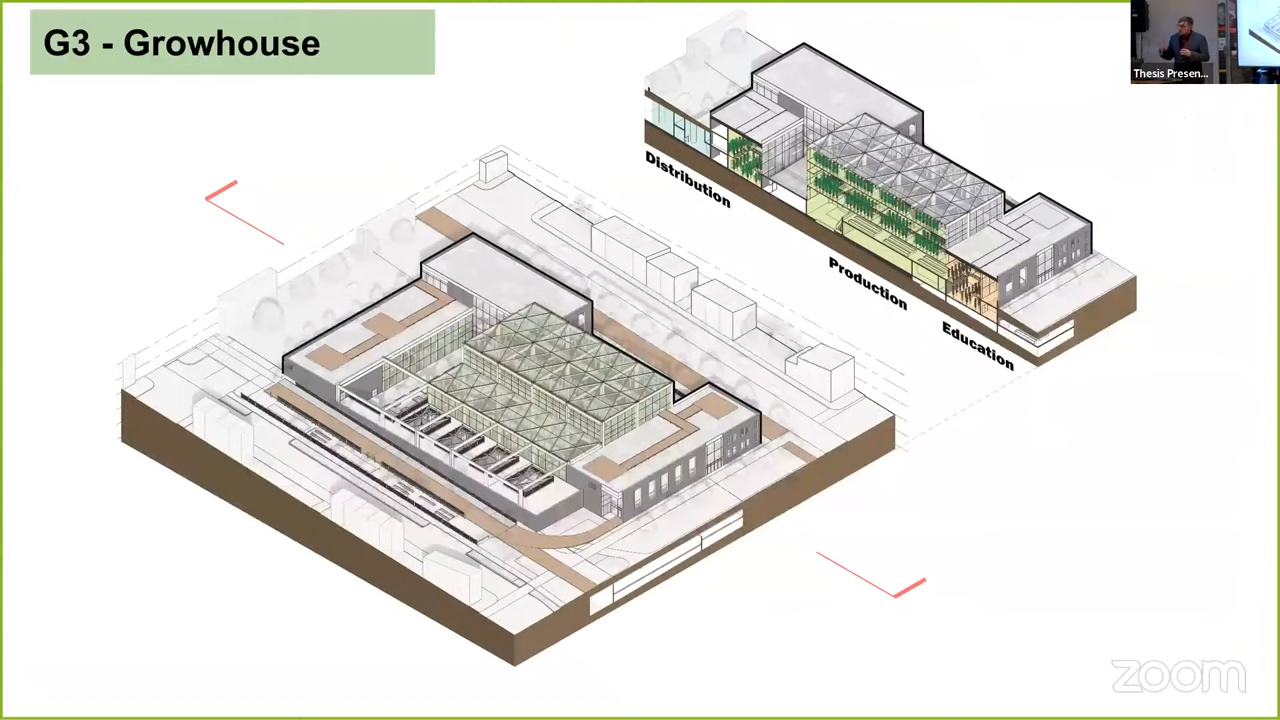 G3 - Growhouse
Thesis Presen...
Distribution
Production
Education
zoom